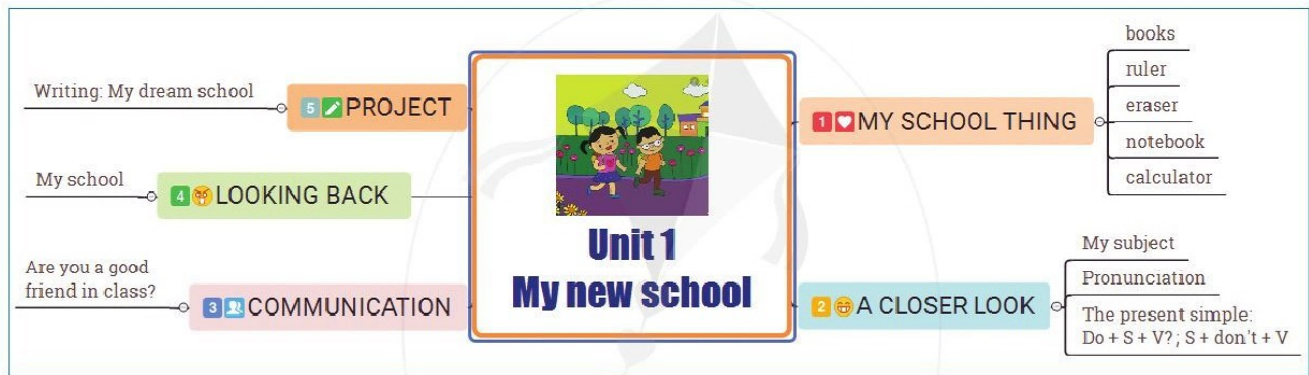 Unit 1
My new school
1 MY SCHOOL THING
books
ruler
eraser
notebook
calculator
2 A CLOSER LOOK
My subject
Pronunciation
The present simple:
Do + S + V? ; S + don't + V
3 COMMUNICATION
Are you a good
friend in class?
4 LOOKING BACK
My school
5 PROJECT
Writing: My dream school